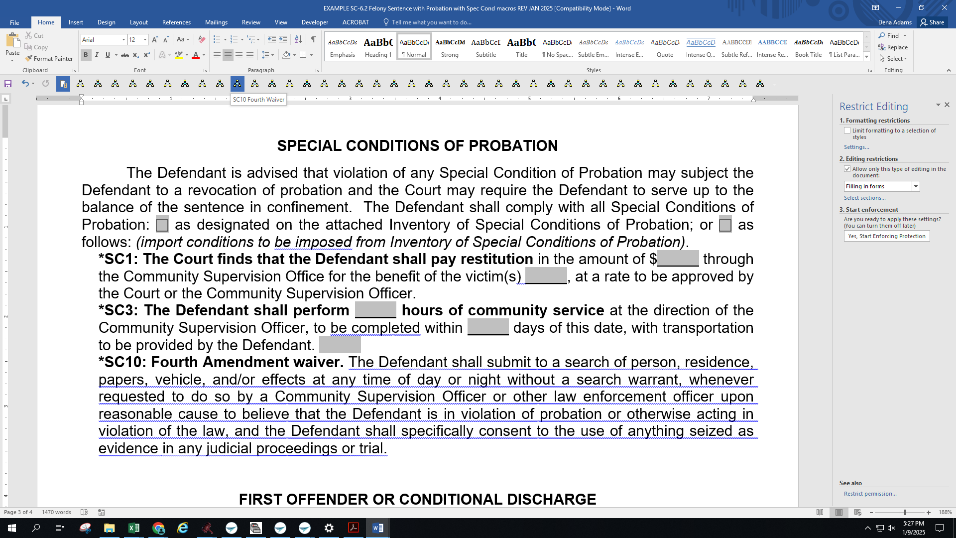 EXAMPLE SC-6.2 Felony Sentence with Probation with Spec Cond macros REV JAN 2025 [Compatibility Mode] - Word
File Home Insert Design Layout References Mailings Review View Developer ACROBAT Tell me what you want to do... Dena Adams Share
Paste
Cut
Copy
Format Painter
Clipboard
Arial 12
Font
Paragraph
AaBbCcDc AaBbC AaBbCcDc AaBbCcDc AaBbCcL AaBb( AaBbCcDc AaBbCcDc AaBbCcDc AaBbCcDc AaBbCcDc AaBbCcDc AaBbCcDc AaBbCcDc
Emphasis Heading 1 ¶ Normal Strong Subtitle Title ¶ No Spac... Subtle Em... Intense E... Quote Intense Q... Subtle Ref... Intense Re... Book Title ¶ List Para...
Styles
Find
Replace
Select
Editing
SC10 Fourth Waiver
SPECIAL CONDITIONS OF PROBATION
The Defendant is advised that violation of any Special Condition of Probation may subject the
Defendant to a revocation of probation and the Court may require the Defendant to serve up to the
balance of the sentence in confinement. The Defendant shall comply with all Special Conditions of
Probation: as designated on the attached Inventory of Special Conditions of Probation; or as
follows: (import conditions to be imposed from Inventory of Special Conditions of Probation).
*SC1: The Court finds that the Defendant shall pay restitution in the amount of $ through
the Community Supervision Office for the benefit of the victim(s) , at a rate to be approved by
the Court or the Community Supervision Officer.
*SC3: The Defendant shall perform hours of community service at the direction of the
Community Supervision Officer, to be completed within days of this date, with transportation
to be provided by the Defendant.
*SC10: Fourth Amendment waiver. The Defendant shall submit to a search of person, residence,
papers, vehicle, and/or effects at any time of day or night without a search warrant, whenever
requested to do so by a Community Supervision Officer or other law enforcement officer upon
reasonable cause to believe that the Defendant is in violation of probation or otherwise acting in
violation of the law, and the Defendant shall specifically consent to the use of anything seized as
evidence in any judicial proceedings or trial.
FIRST OFFENDER OR CONDITIONAL DISCHARGE
Restrict Editing
1. Formatting restrictions
Limit formatting to a selection of
styles
Settings...
2. Editing restrictions
Allow only this type of editing in the
document:
Filling in forms
Select sections...
3. Start enforcement
Are you ready to apply these settings?
(You can turn them off later)
Yes, Start Enforcing Protection
See also
Restrict permission...
Page 3 of 4 1470 words
188%
5:27 PM
1/9/2025